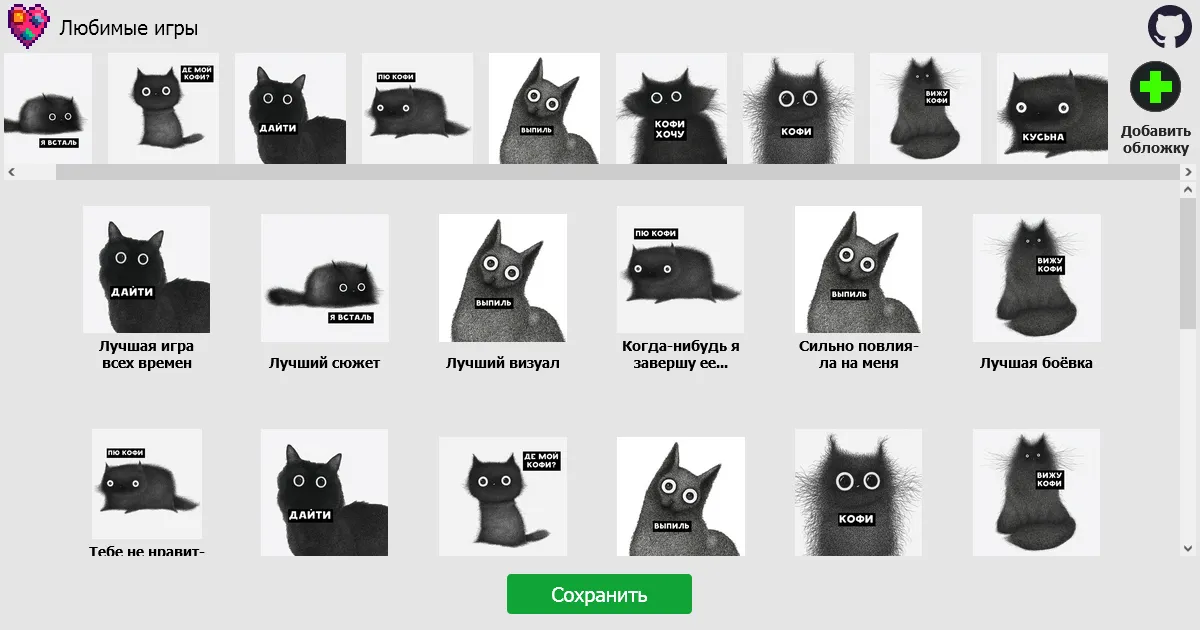 Любимые игры
Я ВСТАЛЬ
ДЕ МОЙ
КОФИ?
ДАЙТИ
ПЮ КОФИ
ВЫПИЛЬ
КОФИ
ХОЧУ
КОФИ
ВИЖУ
КОФИ
КУСЬНА
Добавить
обложку
ДАЙТИ
Я ВСТАЛЬ
ВЫПИЛЬ
ПЮ КОФИ
ВЫПИЛЬ
ВИЖУ
КОФИ
Лучшая игра
всех времен
Лучший сюжет
Лучший визуал
Когда-нибудь я
завершу ее...
Сильно повлия-
ла на меня
Лучшая боёвка
ПЮ КОФИ
ДАЙТИ
ДЕ МОЙ
КОФИ?
ВЫПИЛЬ
КОФИ
ВИЖУ
КОФИ
Тебе не нравит-
Сохранить